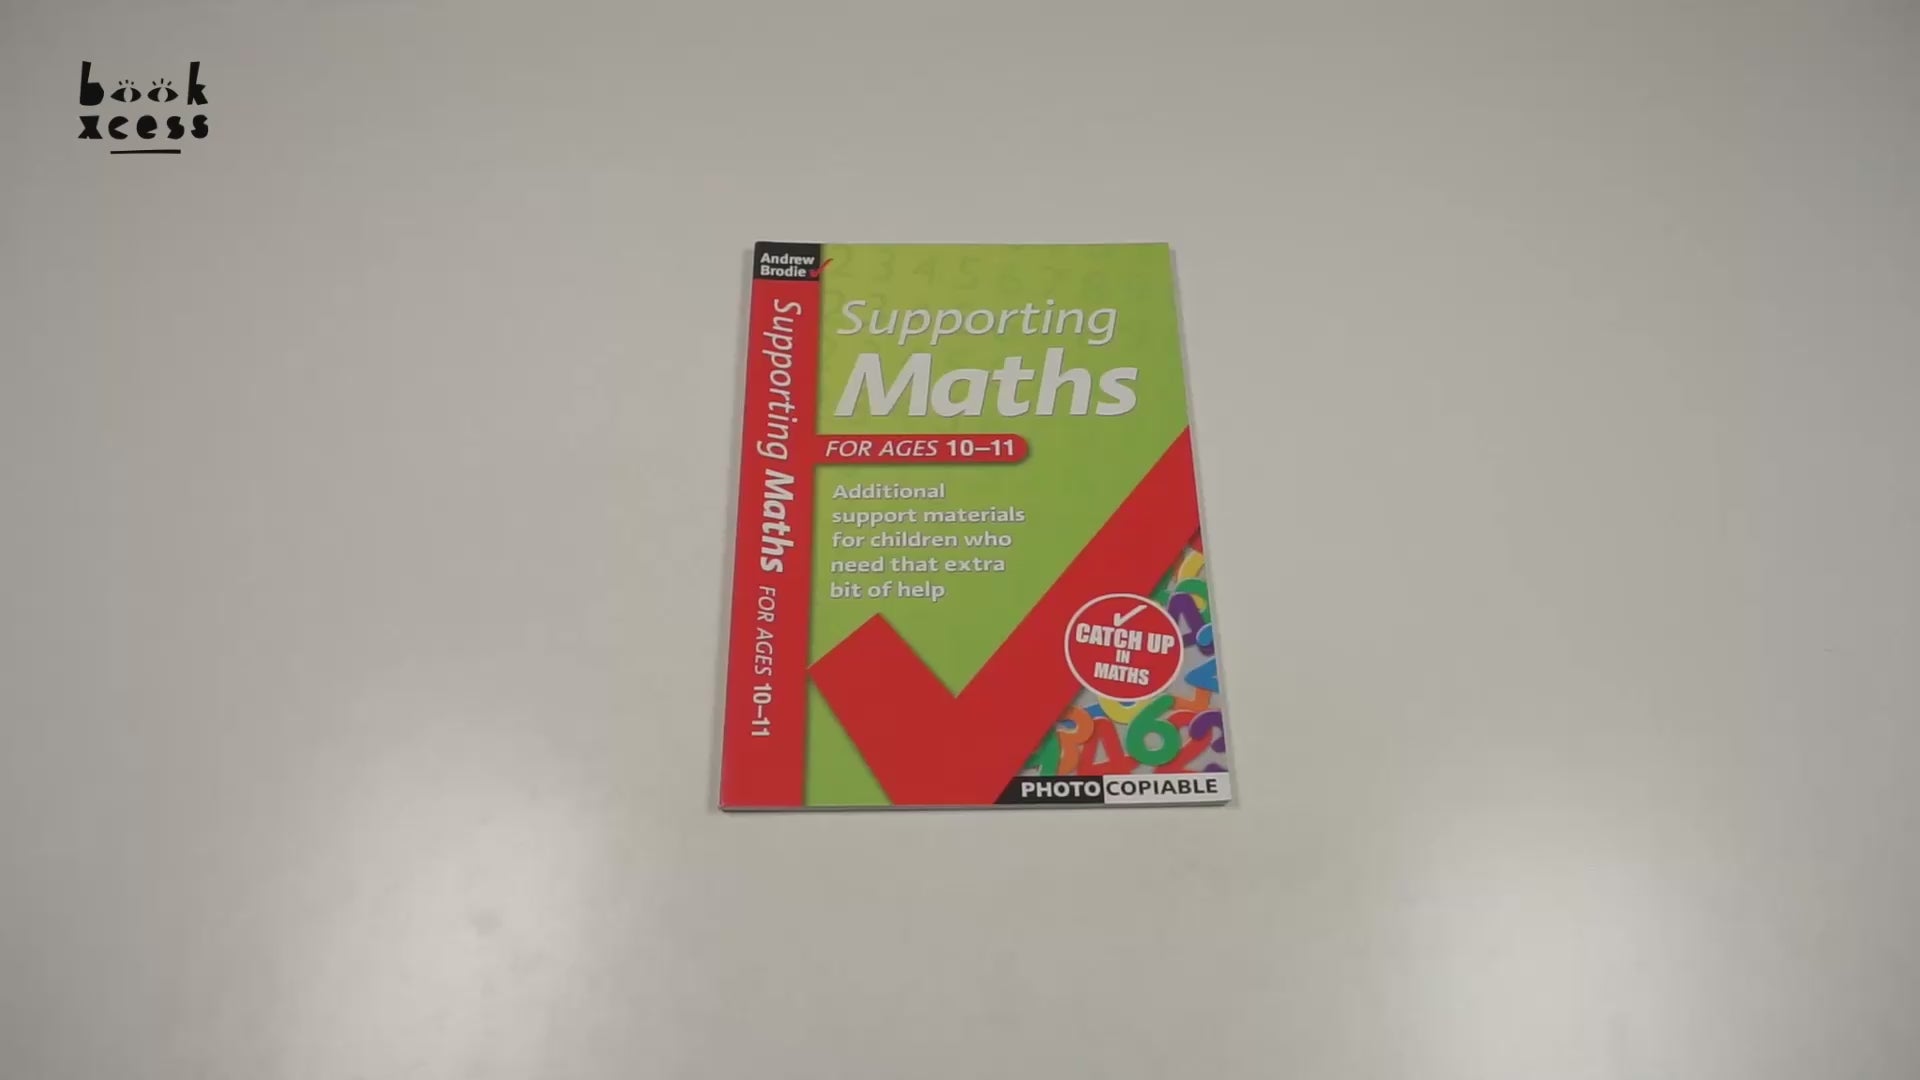 book
xcess
Andrew
Brodie
Supporting Maths FOR AGES 10–11
Supporting
Maths
FOR AGES 10–11
Additional
support materials
for children who
need that extra
bit of help
CATCH UP
IN
MATHS
PHOTOCOPIABLE